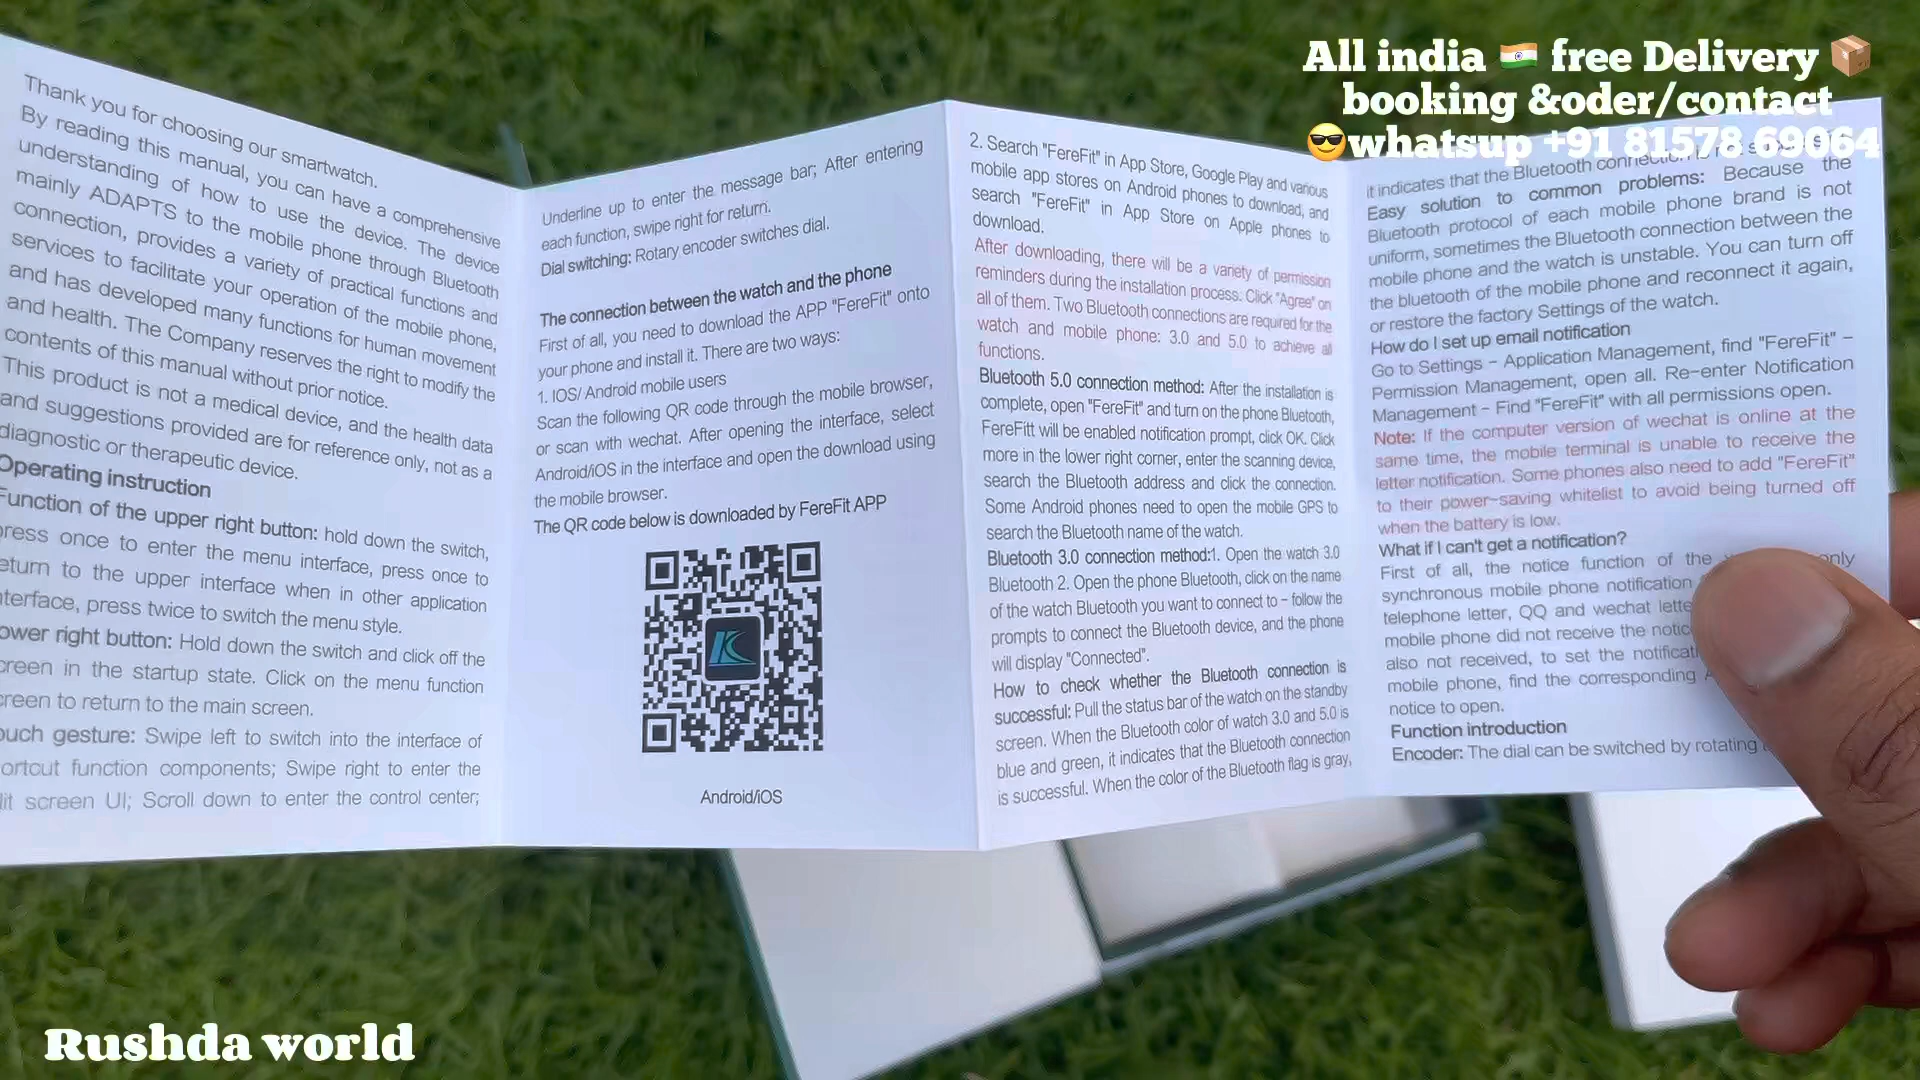 Thank you for choosing our smartwatch.
By reading this manual, you can have a comprehensive
understanding of how to use the device. The device
mainly ADAPTS to the mobile phone through Bluetooth
connection, provides a variety of practical functions and
services to facilitate your operation of the mobile phone,
and has developed many functions for human movement
and health. The Company reserves the right to modify the
contents of this manual without prior notice.
This product is not a medical device, and the health data
and suggestions provided are for reference only, not as a
diagnostic or therapeutic device.
Operating instruction
Function of the upper right button: hold down the switch,
press once to enter the menu interface, press once to
eturn to the upper interface when in other application
nterface, press twice to switch the menu style.
ower right button: Hold down the switch and click off the
creen in the startup state. Click on the menu function
creen to return to the main screen.
ouch gesture: Swipe left to switch into the interface of
ortcut function components; Swipe right to enter the
lit screen UI; Scroll down to enter the control center;
Underline up to enter the message bar; After entering
each function, swipe right for return.
Dial switching: Rotary encoder switches dial.
The connection between the watch and the phone
First of all, you need to download the APP "FereFit" onto
your phone and install it. There are two ways:
1. IOS/ Android mobile users
Scan the following QR code through the mobile browser,
or scan with wechat. After opening the interface, select
Android/iOS in the interface and open the download using
the mobile browser.
The QR code below is downloaded by FereFit APP
Android/iOS
2. Search "FereFit" in App Store, Google Play and various
mobile app stores on Android phones to download, and
search "FereFit" in App Store on Apple phones to
download.
After downloading, there will be a variety of permission
reminders during the installation process. Click "Agree" on
all of them. Two Bluetooth connections are required for the
watch and mobile phone: 3.0 and 5.0 to achieve all
functions.
Bluetooth 5.0 connection method: After the installation is
complete, open "FereFit" and turn on the phone Bluetooth,
FereFitt will be enabled notification prompt, click OK. Click
more in the lower right corner, enter the scanning device,
search the Bluetooth address and click the connection.
Some Android phones need to open the mobile GPS to
search the Bluetooth name of the watch.
Bluetooth 3.0 connection method:1. Open the watch 3.0
Bluetooth 2. Open the phone Bluetooth, click on the name
of the watch Bluetooth you want to connect to - follow the
prompts to connect the Bluetooth device, and the phone
will display "Connected".
How to check whether the Bluetooth connection is
successful: Pull the status bar of the watch on the standby
screen. When the Bluetooth color of watch 3.0 and 5.0 is
blue and green, it indicates that the Bluetooth connection
is successful. When the color of the Bluetooth flag is gray,
All india 🇮🇳 free Delivery 📦
booking &oder/contact
😎whatsup +91 81578 69064
it indicates that the Bluetooth connection
Easy solution to common problems: Because the
Bluetooth protocol of each mobile phone brand is not
uniform, sometimes the Bluetooth connection between the
mobile phone and the watch is unstable. You can turn off
the bluetooth of the mobile phone and reconnect it again,
or restore the factory Settings of the watch.
How do I set up email notification
Go to Settings - Application Management, find "FereFit" -
Permission Management, open all. Re-enter Notification
Management - Find "FereFit" with all permissions open.
Note: If the computer version of wechat is online at the
same time, the mobile terminal is unable to receive the
letter notification. Some phones also need to add "FereFit"
to their power-saving whitelist to avoid being turned off
when the battery is low.
What if I can't get a notification?
First of all, the notice function of the only
synchronous mobile phone notification
telephone letter, QQ and wechat lette
mobile phone did not receive the notic
also not received, to set the notificati
mobile phone, find the corresponding
notice to open.
Function introduction
Encoder: The dial can be switched by rotating
Rushda world